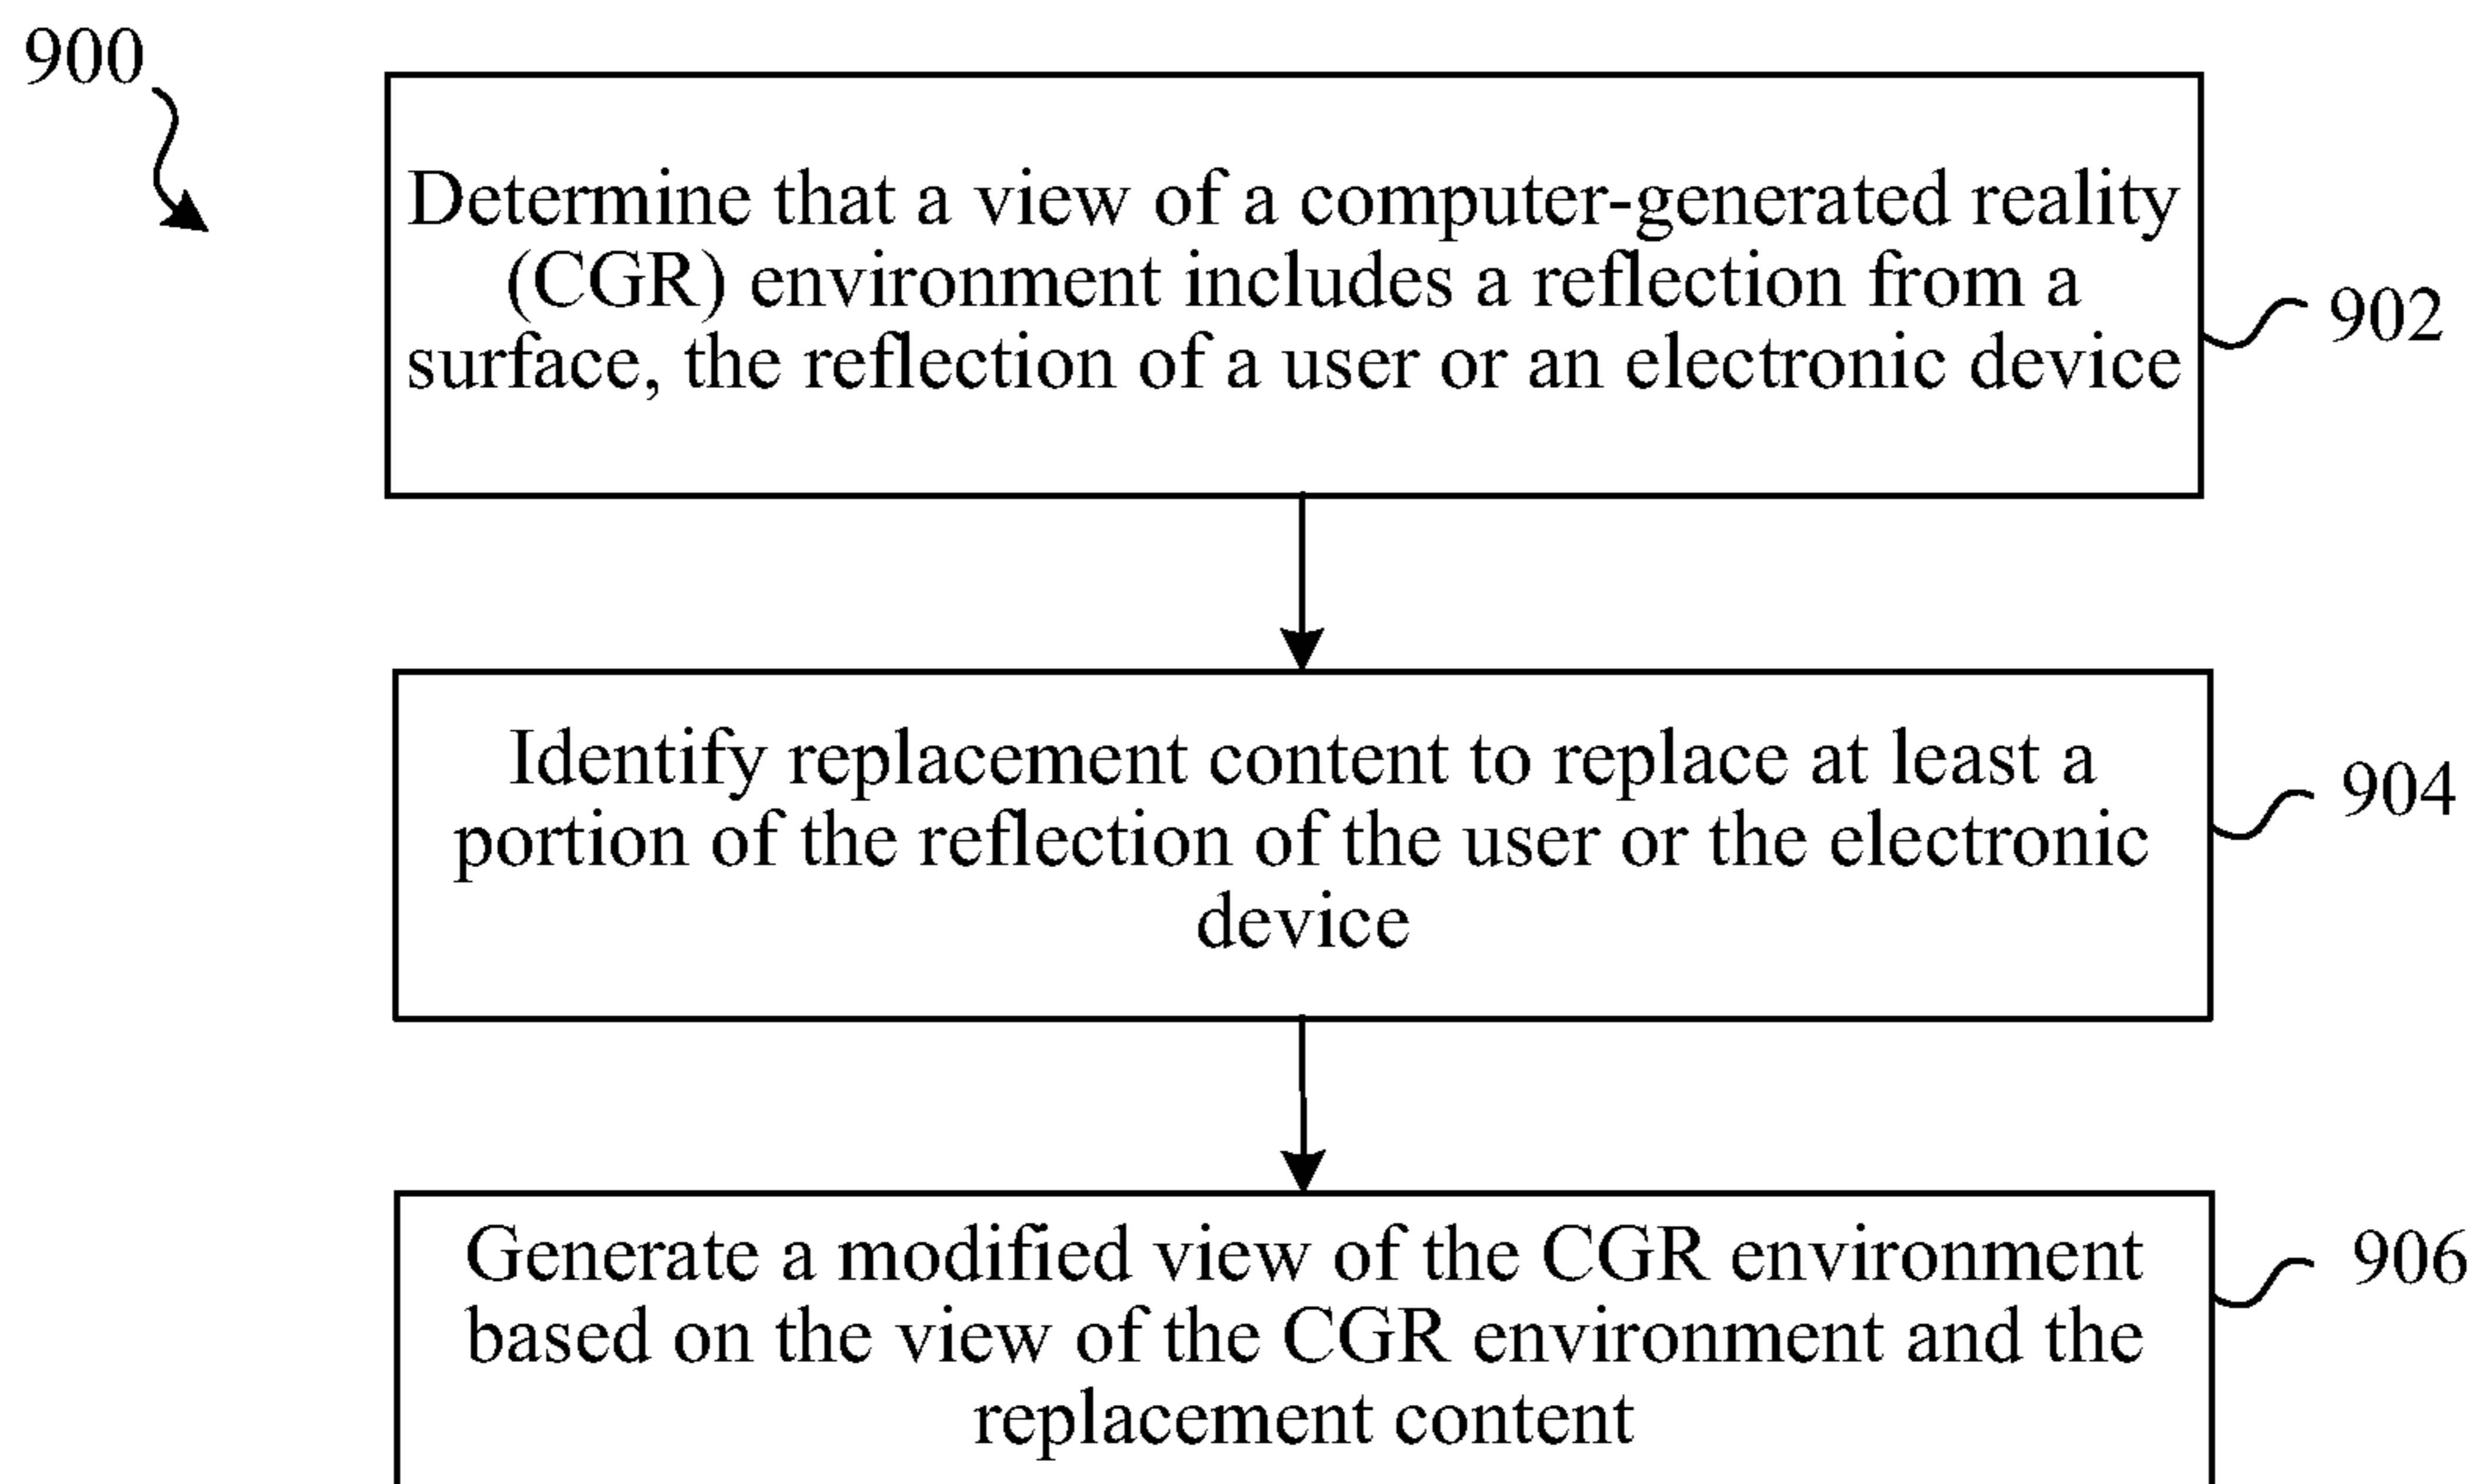 900
Determine that a view of a computer-generated reality
(CGR) environment includes a reflection from a
surface, the reflection of a user or an electronic device
902
Identify replacement content to replace at least a
portion of the reflection of the user or the electronic
device
904
Generate a modified view of the CGR environment
based on the view of the CGR environment and the
replacement content
906